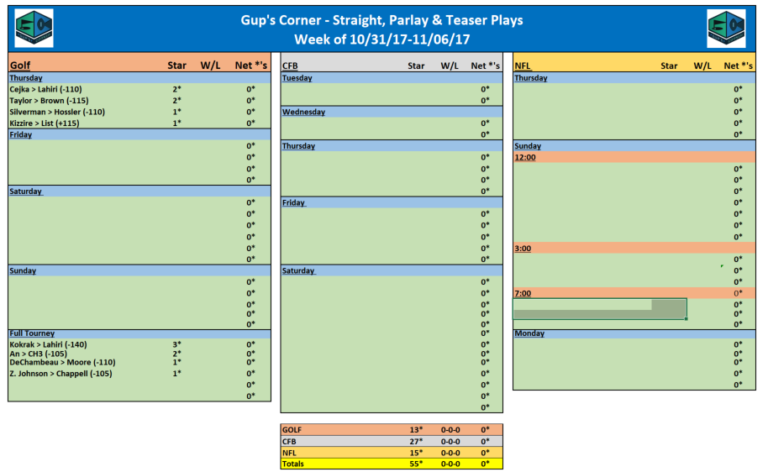 Gup's Corner - Straight, Parlay & Teaser Plays
Week of 10/31/17-11/06/17
Golf Star W/L Net *'s
Thursday
Cejka > Lahiri (-110) 2* 0*
Taylor > Brown (-115) 2* 0*
Silverman > Hossler (-110) 1* 0*
Kizzire > List (+115) 1* 0*
Friday
0*
0*
0*
0*
Saturday
0*
0*
0*
0*
0*
0*
Sunday
0*
0*
0*
0*
0*
Full Tourney
Kokrak > Lahiri (-140) 3* 0*
An > CH3 (-105) 2* 0*
DeChambeau > Moore (-110) 1* 0*
Z. Johnson > Chappell (-105) 1* 0*
0*
0*
CFB Star W/L Net *'s
Tuesday
0*
0*
Wednesday
0*
0*
Thursday
0*
0*
0*
0*
Friday
0*
0*
0*
0*
0*
Saturday
0*
0*
0*
0*
0*
0*
0*
0*
0*
0*
0*
0*
GOLF 13* 0-0-0 0*
CFB 27* 0-0-0 0*
NFL 15* 0-0-0 0*
Totals 55* 0-0-0 0*
NFL Star W/L Net *'s
Thursday
0*
0*
0*
0*
0*
Sunday
12:00
0*
0*
0*
0*
0*
0*
0*
3:00
0*
0*
0*
7:00 0*
0*
0*
0*
Monday
0*
0*
0*
0*